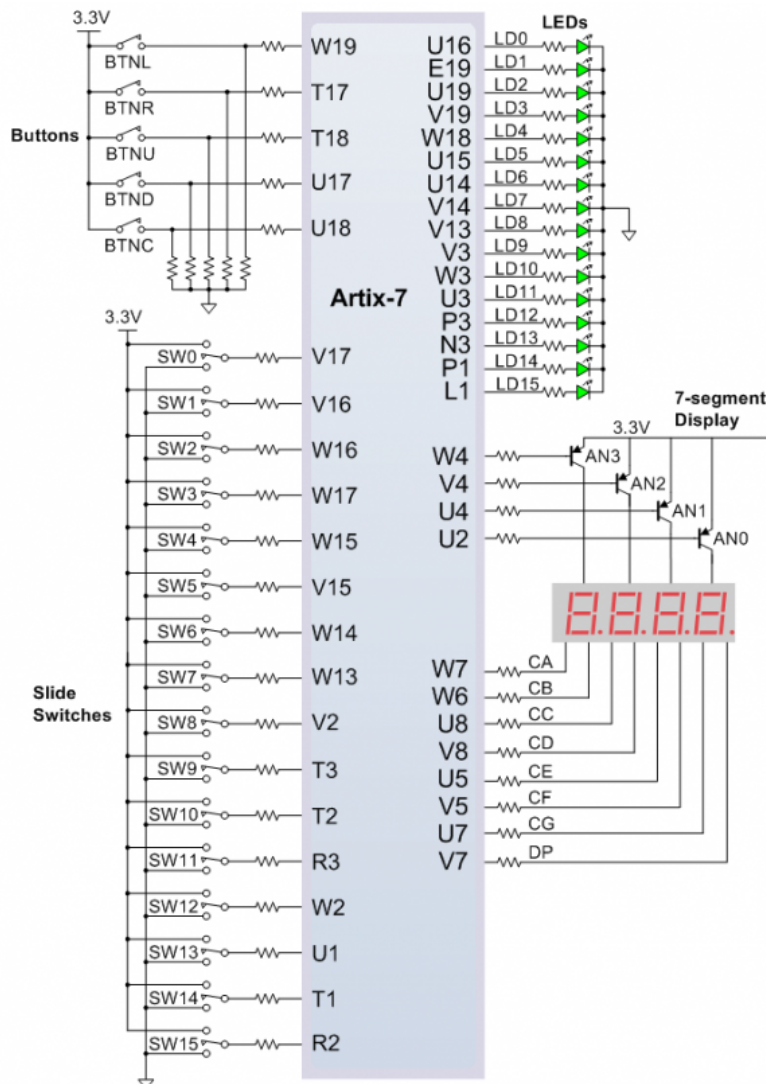 3.3V
BTNL
BTNR
Buttons
BTNU
BTND
BTNC
W19
T17
T18
U17
U18
Artix-7
LEDs
U16 LD0
E19 LD1
U19 LD2
V19 LD3
W18 LD4
U15 LD5
U14 LD6
V14 LD7
V13 LD8
V3 LD9
W3 LD10
U3 LD11
P3 LD12
N3 LD13
P1 LD14
L1 LD15
3.3V
SW0 V17
SW1 V16
SW2 W16
SW3 W17
SW4 W15
SW5 V15
SW6 W14
SW7 W13
Slide
Switches
SW8 V2
SW9 T3
SW10 T2
SW11 R3
SW12 W2
SW13 U1
SW14 T1
SW15 R2
7-segment
Display
3.3V
W4 AN3
V4 AN2
U4 AN1
U2 AN0
8.8.8.8.
W7 CA
W6 CB
U8 CC
V8 CD
U5 CE
V5 CF
U7 CG
V7 DP